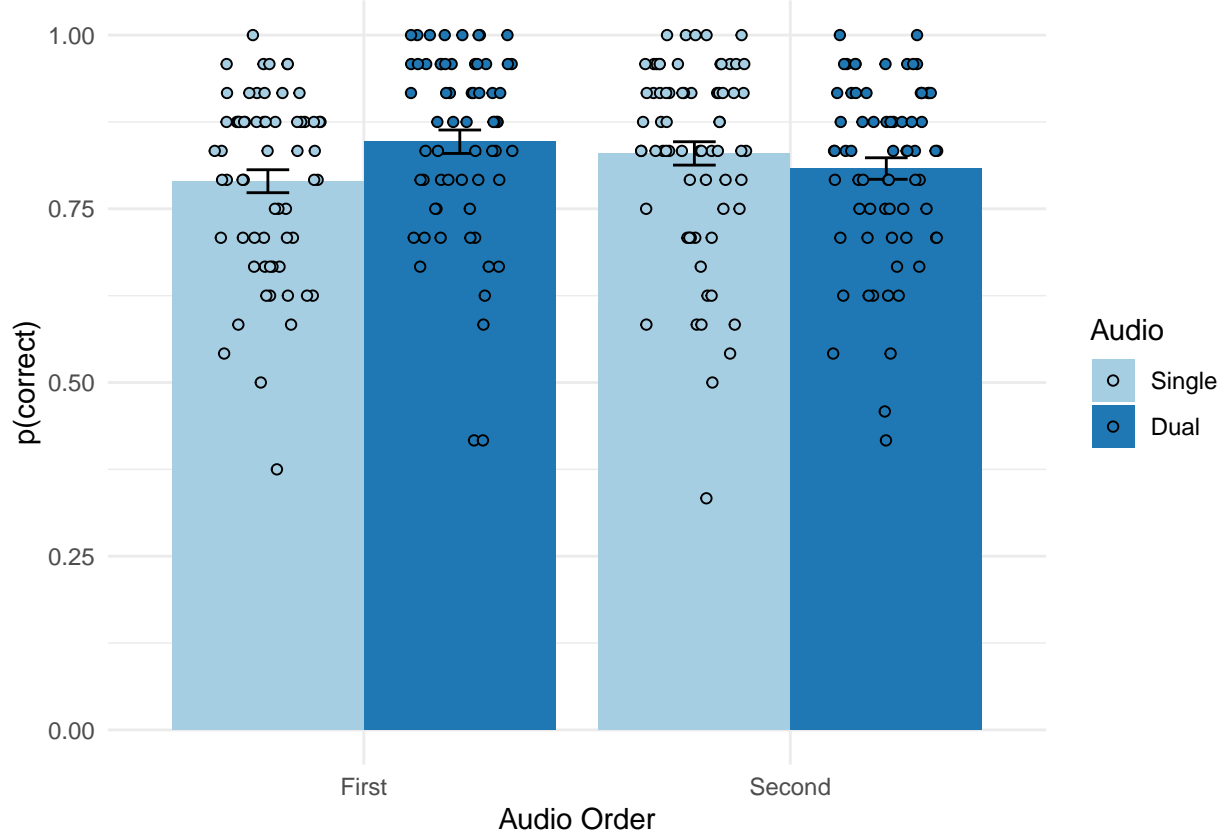 1.00
0.75
0.50
0.25
0.00
p(correct)
First
Second
Audio Order
Audio
Single
Dual